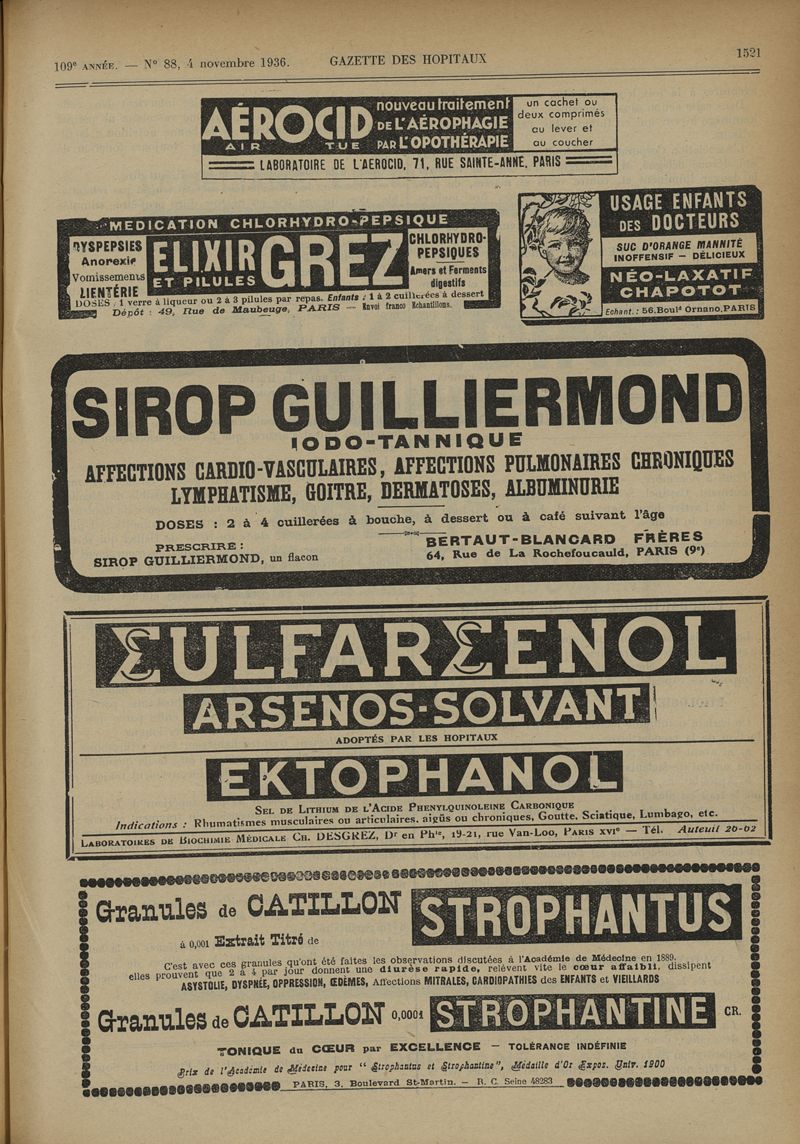 109e ANNÉE. — N° 88, 4 novembre 1936. GAZETTE DES HOPITAUX 1521
AÉROCID
AIR TUE
nouveau traitement
DE L'AÉROPHAGIE
PAR L'OPOTHÉRAPIE
un cachet ou
deux comprimés
au lever et
au coucher
LABORATOIRE DE L'AEROCID, 71, RUE SAINTE-ANNE, PARIS
MEDICATION CHLORHYDRO-PEPSIQUE
DYSPEPSIES
Anorexie
Vomissements
LIENTÉRIE
ELIXIR
ET PILULES
GREZ
CHLORHYDRO-
PEPSIQUES
Amers et Ferments
digestifs
DOSES : 1 verre à liqueur ou 2 à 3 pilules par repas. Enfants : 1 à 2 cuillerées à dessert
Dépôt : 49, Rue de Maubeuge, PARIS — Envoi franco Echantillons.
USAGE ENFANTS
DES DOCTEURS
SUC D'ORANGE MANNITÉ
INOFFENSIF — DÉLICIEUX
NÉO-LAXATIF
CHAPOTOT
Echant. : 56, Bould Ornano, PARIS
SIROP GUILLIERMOND
IODO-TANNIQUE
AFFECTIONS CARDIO-VASCULAIRES, AFFECTIONS PULMONAIRES CHRONIQUES
LYMPHATISME, GOITRE, DERMATOSES, ALBUMINURIE
DOSES : 2 à 4 cuillerées à bouche, à dessert ou à café suivant l'âge
PRESCRIRE :
SIROP GUILLIERMOND, un flacon
BERTAUT-BLANCARD FRÈRES
64, Rue de La Rochefoucauld, PARIS (9e)
ΣULFARΣENOL
ARSENOS-SOLVANT
ADOPTÉS PAR LES HOPITAUX
EKTOPHANOL
SEL DE LITHIUM DE L'ACIDE PHENYLQUINOLEINE CARBONIQUE
Indications : Rhumatismes musculaires ou articulaires, aigüs ou chroniques, Goutte, Sciatique, Lumbago, etc.
LABORATOIRES DE BIOCHIMIE MÉDICALE CH. DESGREZ, Dr en Phie, 19-21, rue Van-Loo, PARIS XVIe — Tél. Auteuil 26-62
Granules de CATILLON
à 0,001 Extrait Titré de
STROPHANTUS
C'est avec ces granules qu'ont été faites les observations discutées à l'Académie de Médecine en 1889.
elles prouvent que 2 à 4 par jour donnent une diurèse rapide, relèvent vite le cœur affaibli, dissipent
ASYSTOLIE, DYSPNÉE, OPPRESSION, ŒDÈMES, Affections MITRALES, CARDIOPATHIES des ENFANTS et VIEILLARDS
Granules de CATILLON 0,0001 STROPHANTINE CR.
TONIQUE du CŒUR par EXCELLENCE — TOLÉRANCE INDÉFINIE
Prix de l'Académie de Médecine pour "Strophantus et Strophantine", Médaille d'Or Expos. Univ. 1900
PARIS, 3, Boulevard St-Martin. — R. C. Seine 48283